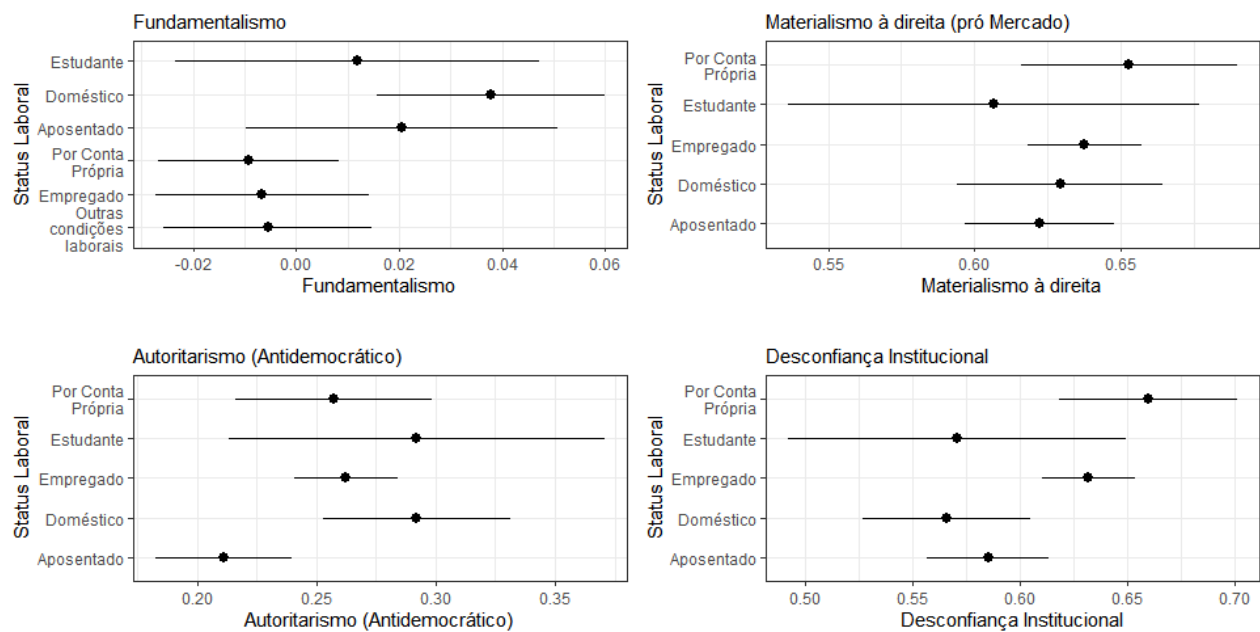 Fundamentalismo
Status Laboral
Estudante
Doméstico
Aposentado
Por Conta
Própria
Empregado
Outras
condições
laborais
-0.02 0.00 0.02 0.04 0.06
Fundamentalismo
Materialismo à direita (pró Mercado)
Status Laboral
Por Conta
Própria
Estudante
Empregado
Doméstico
Aposentado
0.55 0.60 0.65
Materialismo à direita
Autoritarismo (Antidemocrático)
Status Laboral
Por Conta
Própria
Estudante
Empregado
Doméstico
Aposentado
0.20 0.25 0.30 0.35
Autoritarismo (Antidemocrático)
Desconfiança Institucional
Status Laboral
Por Conta
Própria
Estudante
Empregado
Doméstico
Aposentado
0.50 0.55 0.60 0.65 0.70
Desconfiança Institucional